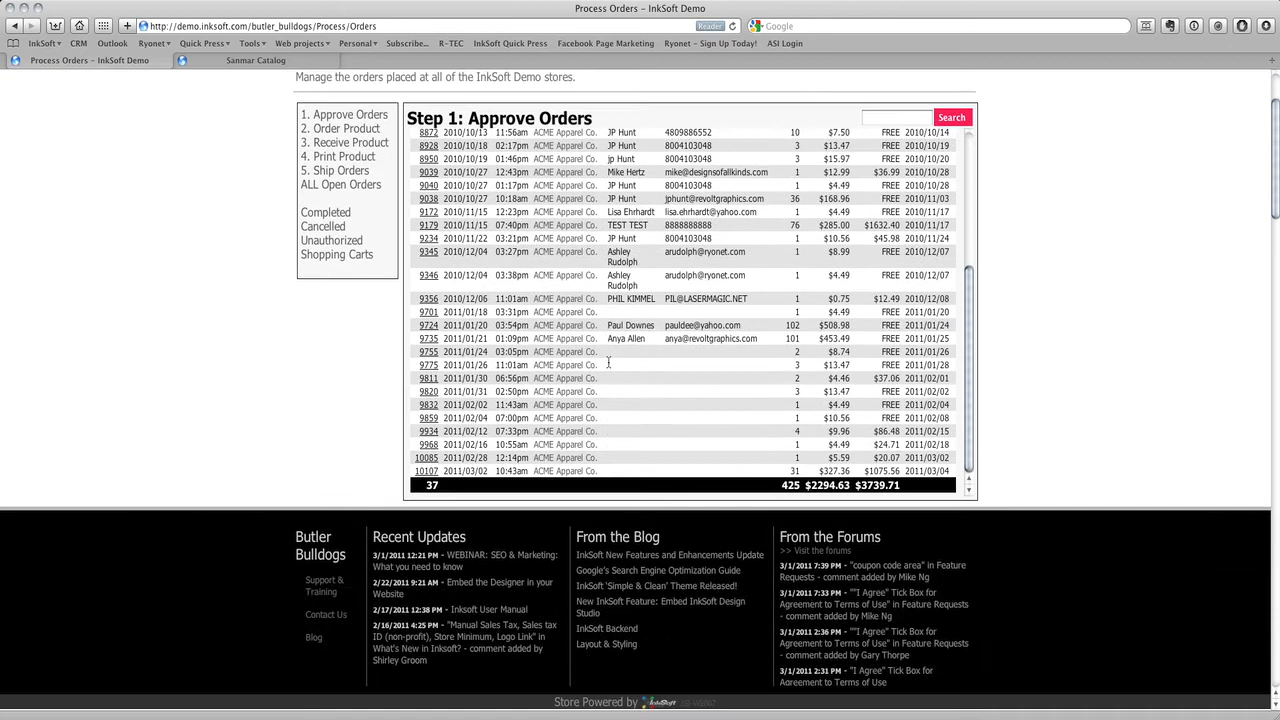 Process Orders – InkSoft Demo
http://demo.inksoft.com/butler_bulldogs/Process/Orders
Reader
Google
InkSoft CRM Outlook Ryonet Quick Press Tools Web projects Personal Subscribe... R-TEC InkSoft Quick Press Facebook Page Marketing Ryonet – Sign Up Today! ASI Login
Process Orders – InkSoft Demo Sanmar Catalog
Manage the orders placed at all of the InkSoft Demo stores.
1. Approve Orders
2. Order Product
3. Receive Product
4. Print Product
5. Ship Orders
ALL Open Orders
Completed
Cancelled
Unauthorized
Shopping Carts
Step 1: Approve Orders
Search
8872 2010/10/13 11:56am ACME Apparel Co. JP Hunt 4809886552 10 $7.50 FREE 2010/10/14
8928 2010/10/18 02:17pm ACME Apparel Co. JP Hunt 8004103048 3 $13.47 FREE 2010/10/19
8950 2010/10/19 01:46pm ACME Apparel Co. jp Hunt 8004103048 3 $15.97 FREE 2010/10/20
9039 2010/10/27 12:43pm ACME Apparel Co. Mike Hertz mike@designsofallkinds.com 1 $12.99 $36.99 2010/10/28
9040 2010/10/27 01:17pm ACME Apparel Co. JP Hunt 8004103048 1 $4.49 FREE 2010/10/28
9038 2010/10/27 10:18am ACME Apparel Co. JP Hunt jphunt@revoltgraphics.com 36 $168.96 FREE 2010/11/03
9172 2010/11/15 12:23pm ACME Apparel Co. Lisa Ehrhardt lisa.ehrhardt@yahoo.com 1 $4.49 FREE 2010/11/17
9179 2010/11/15 07:40pm ACME Apparel Co. TEST TEST 8888888888 76 $285.00 $1632.40 2010/11/17
9234 2010/11/22 03:21pm ACME Apparel Co. JP Hunt 8004103048 1 $10.56 $45.98 2010/11/24
9345 2010/12/04 03:27pm ACME Apparel Co. Ashley Rudolph arudolph@ryonet.com 1 $8.99 FREE 2010/12/07
9346 2010/12/04 03:38pm ACME Apparel Co. Ashley Rudolph arudolph@ryonet.com 1 $4.49 FREE 2010/12/07
9356 2010/12/06 11:01am ACME Apparel Co. PHIL KIMMEL PIL@LASERMAGIC.NET 1 $0.75 $12.49 2010/12/08
9701 2011/01/18 03:31pm ACME Apparel Co. 1 $4.49 FREE 2011/01/20
9724 2011/01/20 03:54pm ACME Apparel Co. Paul Downes pauldee@yahoo.com 102 $508.98 FREE 2011/01/24
9735 2011/01/21 01:09pm ACME Apparel Co. Anya Allen anya@revoltgraphics.com 101 $453.49 FREE 2011/01/25
9755 2011/01/24 03:05pm ACME Apparel Co. 2 $8.74 FREE 2011/01/26
9775 2011/01/26 11:01am ACME Apparel Co. 3 $13.47 FREE 2011/01/28
9811 2011/01/30 06:56pm ACME Apparel Co. 2 $4.46 $37.06 2011/02/01
9820 2011/01/31 02:50pm ACME Apparel Co. 3 $13.47 FREE 2011/02/02
9832 2011/02/02 11:43am ACME Apparel Co. 1 $4.49 FREE 2011/02/04
9859 2011/02/04 07:00pm ACME Apparel Co. 1 $10.56 FREE 2011/02/08
9934 2011/02/12 07:33pm ACME Apparel Co. 4 $9.96 $86.48 2011/02/15
9968 2011/02/16 10:55am ACME Apparel Co. 1 $4.49 $24.71 2011/02/18
10085 2011/02/28 12:14pm ACME Apparel Co. 1 $5.59 $20.07 2011/03/02
10107 2011/03/02 10:43am ACME Apparel Co. 31 $327.36 $1075.56 2011/03/04
37 425 $2294.63 $3739.71
Butler
Bulldogs
Support &
Training
Contact Us
Blog
Recent Updates
3/1/2011 12:21 PM - WEBINAR: SEO & Marketing:
What you need to know
2/22/2011 9:21 AM - Embed the Designer in your
Website
2/17/2011 12:38 PM - Inksoft User Manual
2/16/2011 4:25 PM - "Manual Sales Tax, Sales tax
ID (non-profit), Store Minimum, Logo Link" in
What's New in Inksoft? - comment added by
Shirley Groom
From the Blog
InkSoft New Features and Enhancements Update
Google's Search Engine Optimization Guide
InkSoft 'Simple & Clean' Theme Released!
New InkSoft Feature: Embed InkSoft Design
Studio
InkSoft Backend
Layout & Styling
From the Forums
>> Visit the forums
3/1/2011 7:39 PM - "coupon code area" in Feature
Requests - comment added by Mike Ng
3/1/2011 7:33 PM - ""I Agree" Tick Box for
Agreement to Terms of Use" in Feature Requests
- comment added by Mike Ng
3/1/2011 2:36 PM - ""I Agree" Tick Box for
Agreement to Terms of Use" in Feature Requests
- comment added by Gary Thorpe
3/1/2011 2:31 PM - "I Agree" Tick Box for
Agreement to Terms of Use"
Store Powered by InkSoft